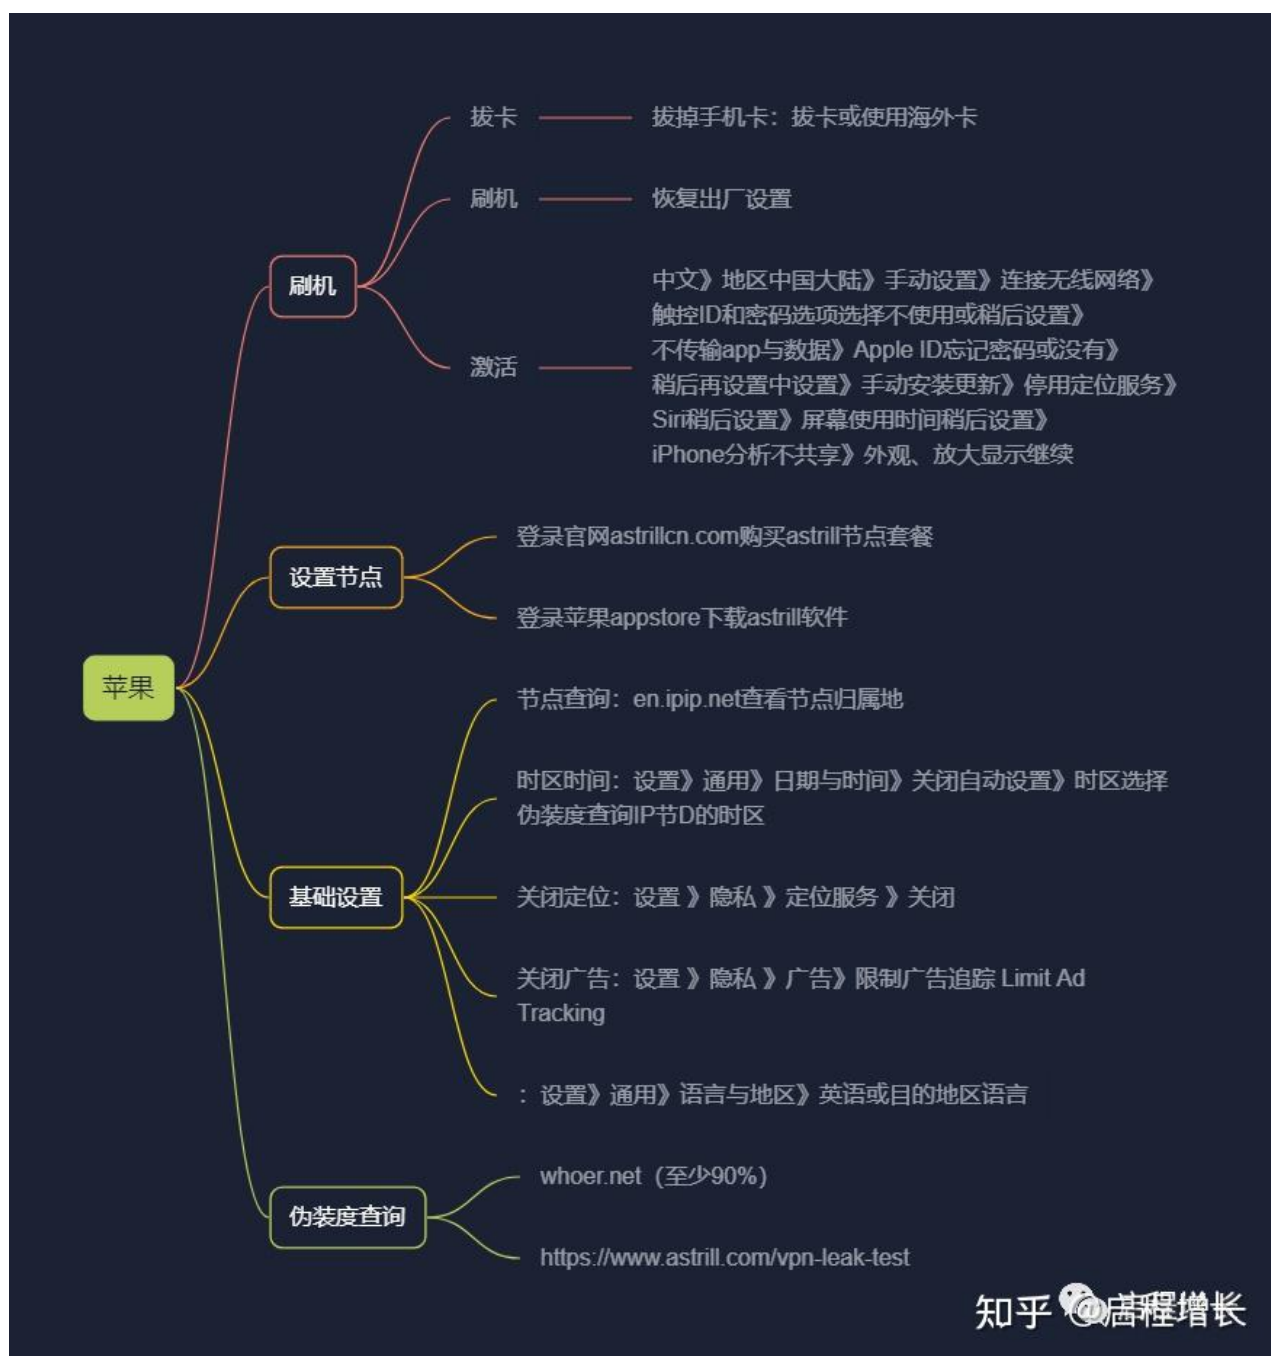 苹果
刷机
拔卡
拔掉手机卡：拔卡或使用海外卡
刷机
恢复出厂设置
激活
中文》地区中国大陆》手动设置》连接无线网络》
触控ID和密码选项选择不使用或稍后设置》
不传输app与数据》Apple ID忘记密码或没有》
稍后再设置中设置》手动安装更新》停用定位服务》
Siri稍后设置》屏幕使用时间稍后设置》
iPhone分析不共享》外观、放大显示继续
设置节点
登录官网astrillcn.com购买astrill节点套餐
登录苹果appstore下载astrill软件
基础设置
节点查询：en.ipip.net查看节点归属地
时区时间：设置》通用》日期与时间》关闭自动设置》时区选择
伪装度查询IP节D的时区
关闭定位：设置 》隐私 》定位服务 》关闭
关闭广告：设置 》隐私 》广告》限制广告追踪 Limit Ad
Tracking
：设置》通用》语言与地区》英语或目的地区语言
伪装度查询
whoer.net（至少90%）
https://www.astrill.com/vpn-leak-test
知乎 @启程增长